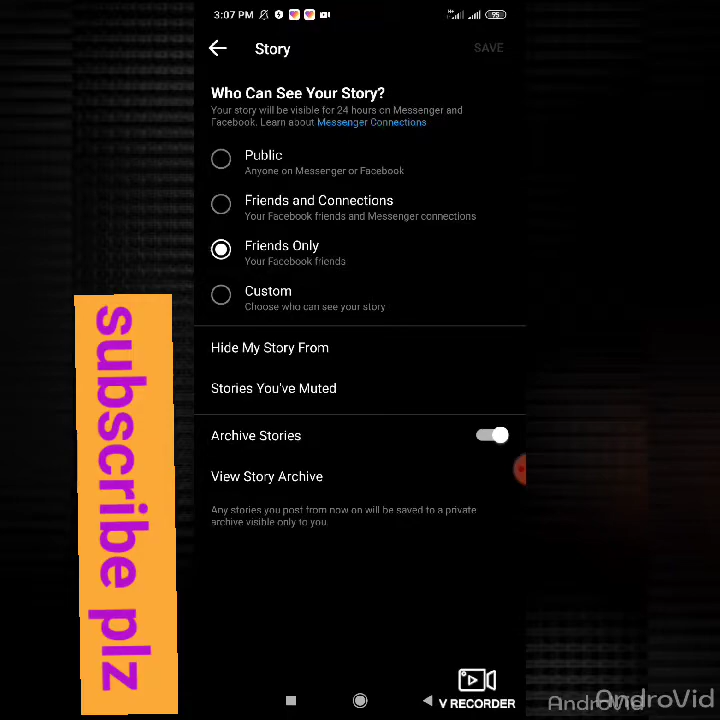 3:07 PM
95
Story
SAVE
Who Can See Your Story?
Your story will be visible for 24 hours on Messenger and
Facebook. Learn about Messenger Connections
Public
Anyone on Messenger or Facebook
Friends and Connections
Your Facebook friends and Messenger connections
Friends Only
Your Facebook friends
Custom
Choose who can see your story
Hide My Story From
Stories You've Muted
Archive Stories
View Story Archive
Any stories you post from now on will be saved to a private
archive visible only to you.
subscribe plz
V RECORDER
AndroVid
AndroVid